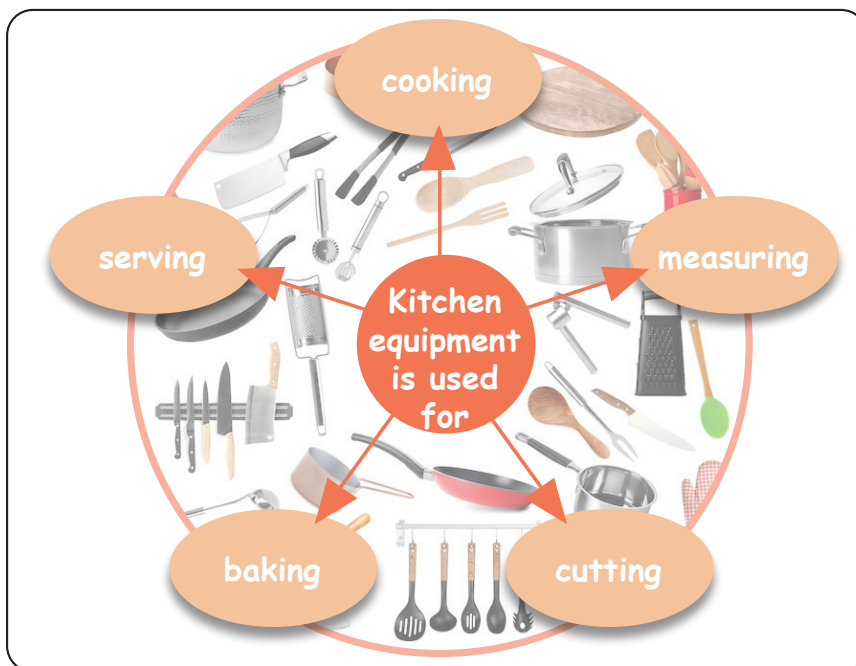 cooking
serving
measuring
Kitchen
equipment
is used
for
baking
cutting